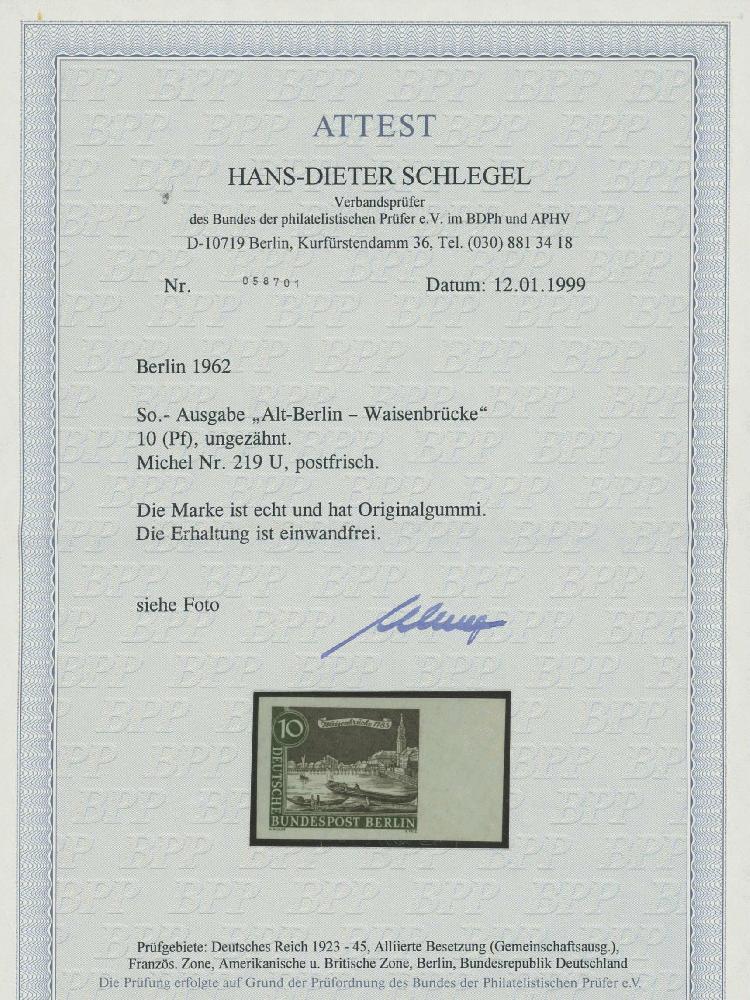 ATTEST
HANS-DIETER SCHLEGEL
Verbandsprüfer
des Bundes der philatelistischen Prüfer e.V. im BDPh und APHV
D-10719 Berlin, Kurfürstendamm 36, Tel. (030) 881 34 18
Nr. 058701 Datum: 12.01.1999
Berlin 1962
So.- Ausgabe „Alt-Berlin – Waisenbrücke“
10 (Pf), ungezähnt.
Michel Nr. 219 U, postfrisch.
Die Marke ist echt und hat Originalgummi.
Die Erhaltung ist einwandfrei.
siehe Foto
10
Waisenbrücke 1783
DEUTSCHE
BUNDESPOST BERLIN
Prüfgebiete: Deutsches Reich 1923 - 45, Alliierte Besetzung (Gemeinschaftsausg.),
Französ. Zone, Amerikanische u. Britische Zone, Berlin, Bundesrepublik Deutschland
Die Prüfung erfolgte auf Grund der Prüfordnung des Bundes der Philatelistischen Prüfer e.V.